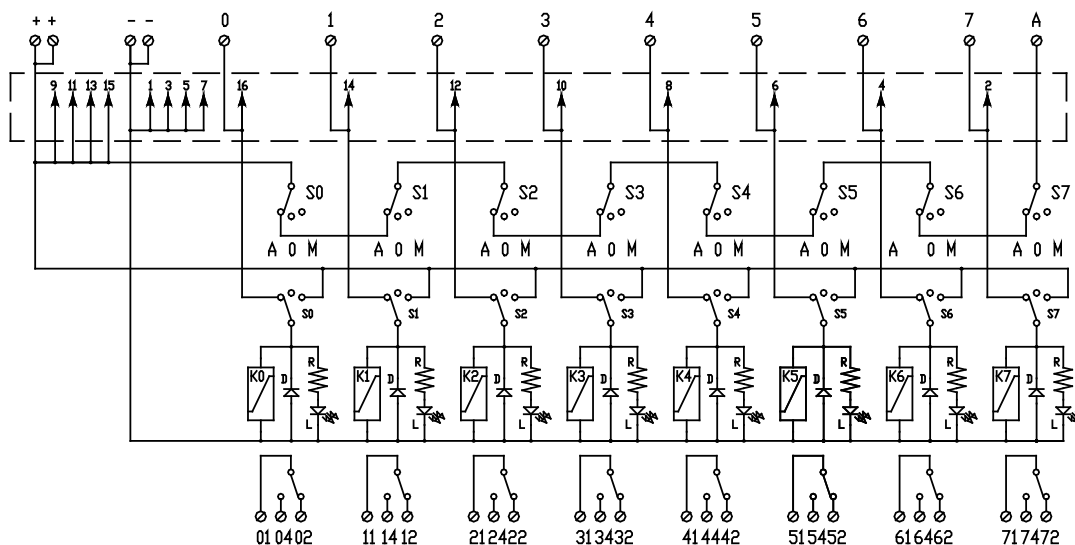 + + - - 0 1 2 3 4 5 6 7 A
9 11 13 15 1 3 5 7 16 14 12 10 8 6 4 2
S0 S1 S2 S3 S4 S5 S6 S7
A 0 M A 0 M A 0 M A 0 M A 0 M A 0 M A 0 M A 0 M
S0 S1 S2 S3 S4 S5 S6 S7
R R R R R R R R
K0 D K1 D K2 D K3 D K4 D K5 D K6 D K7 D
L L L L L L L L
01 04 02 11 14 12 21 24 22 31 34 32 41 44 42 51 54 52 61 64 62 71 74 72